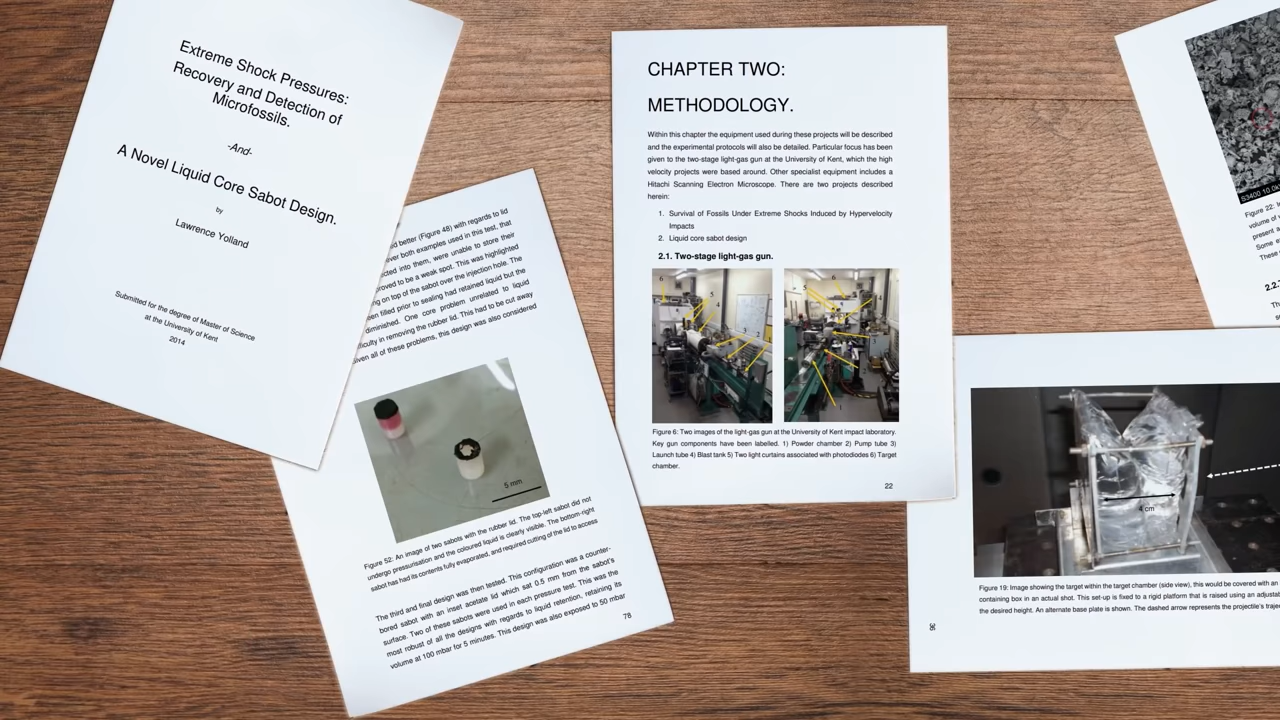 Extreme Shock Pressures:
Recovery and Detection of
Microfossils.
-And-
A Novel Liquid Core Sabot Design.
by
Lawrence Yolland
Submitted for the degree of Master of Science
at the University of Kent
2014
better (Figure 48) with regards to lid
over both examples used in this test, that
into them, were unable to store their
to be a weak spot. This was highlighted
on top of the sabot over the injection hole. The
filled prior to sealing had retained liquid but the
diminished. One core problem unrelated to liquid
in removing the rubber lid. This had to be cut away
all of these problems, this design was also considered
5 mm
Figure 52: An image of two sabots with the rubber lid. The top-left sabot did not
undergo pressurisation and the coloured liquid is clearly visible. The bottom-right
sabot has had its contents fully evaporated, and required cutting of the lid to access
The third and final design was then tested. This configuration was a counter-
bored sabot with an inset acetate lid which sat 0.5 mm from the sabot's
surface. Two of these sabots were used in each pressure test. This was the
most robust of all the designs with regards to liquid retention, retaining its
volume at 100 mbar for 5 minutes. This design was also exposed to 50 mbar
78
CHAPTER TWO:
METHODOLOGY.
Within this chapter the equipment used during these projects will be described
and the experimental protocols will also be detailed. Particular focus has been
given to the two-stage light-gas gun at the University of Kent, which the high
velocity projects were based around. Other specialist equipment includes a
Hitachi Scanning Electron Microscope. There are two projects described
herein:
1. Survival of Fossils Under Extreme Shocks Induced by Hypervelocity
Impacts
2. Liquid core sabot design
2.1. Two-stage light-gas gun.
Figure 6: Two images of the light-gas gun at the University of Kent impact laboratory.
Key gun components have been labelled. 1) Powder chamber 2) Pump tube 3)
Launch tube 4) Blast tank 5) Two light curtains associated with photodiodes 6) Target
chamber.
22
S3400 10.0k
Figure 22:
volume of
present a
Some e
These
2.2.
4 cm
Figure 19: Image showing the target within the target chamber (side view), this would be covered with an
containing box in an actual shot. This set-up is fixed to a rigid platform that is raised using an
the desired height. An alternate base plate is shown. The dashed arrow represents the projectile's
36